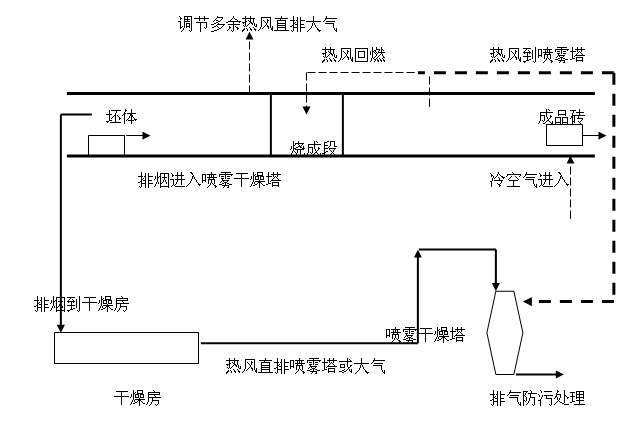 调节多余热风直排大气
热风回燃
热风到喷雾塔
坯体
成品砖
烧成段
排烟进入喷雾干燥塔
冷空气进入
排烟到干燥房
喷雾干燥塔
热风直排喷雾塔或大气
干燥房
排气防污处理